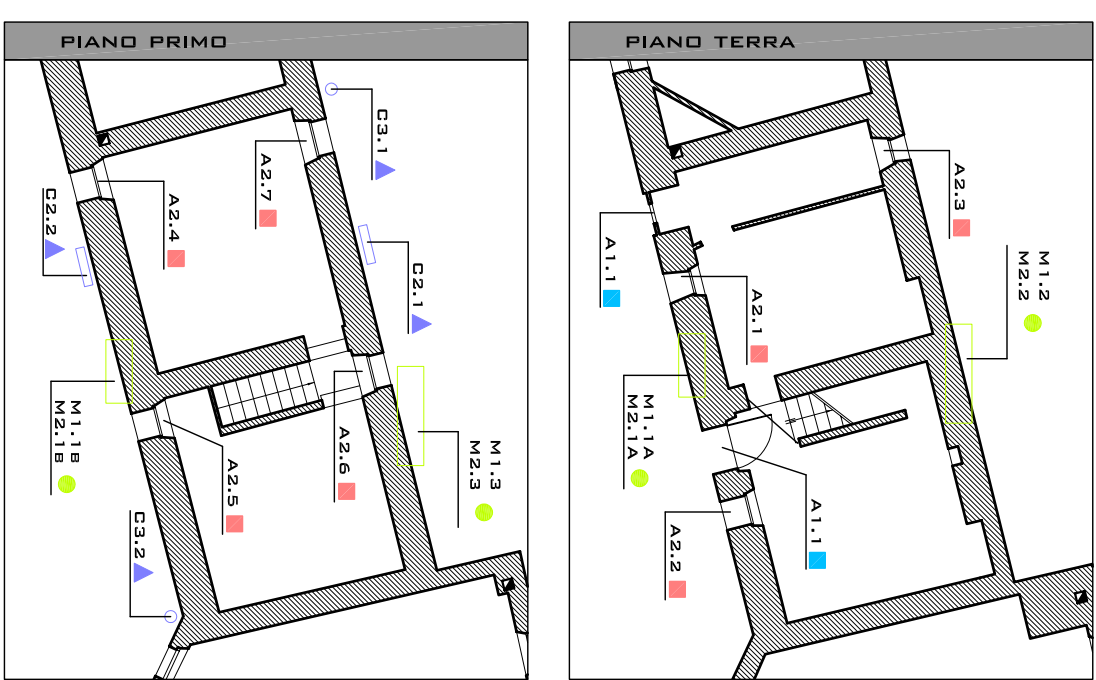 PIANO PRIMO
C3.1
A2.7
A2.4
C2.2
C2.1
M1.1B
M2.1B
A2.6
A2.5
M1.3
M2.3
C3.2
PIANO TERRA
A2.3
A1.1
M1.2
M2.2
A2.1
M1.1A
M2.1A
A1.1
A2.2